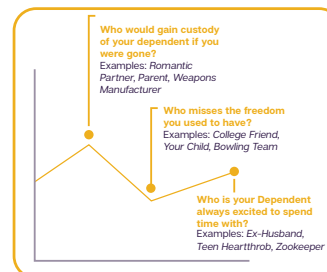 Who would gain custody
of your dependent if you
were gone?
Examples: Romantic
Partner, Parent, Weapons
Manufacturer
Who misses the freedom
you used to have?
Examples: College Friend,
Your Child, Bowling Team
Who is your Dependent
always excited to spend
time with?
Examples: Ex-Husband,
Teen Heartthrob, Zookeeper